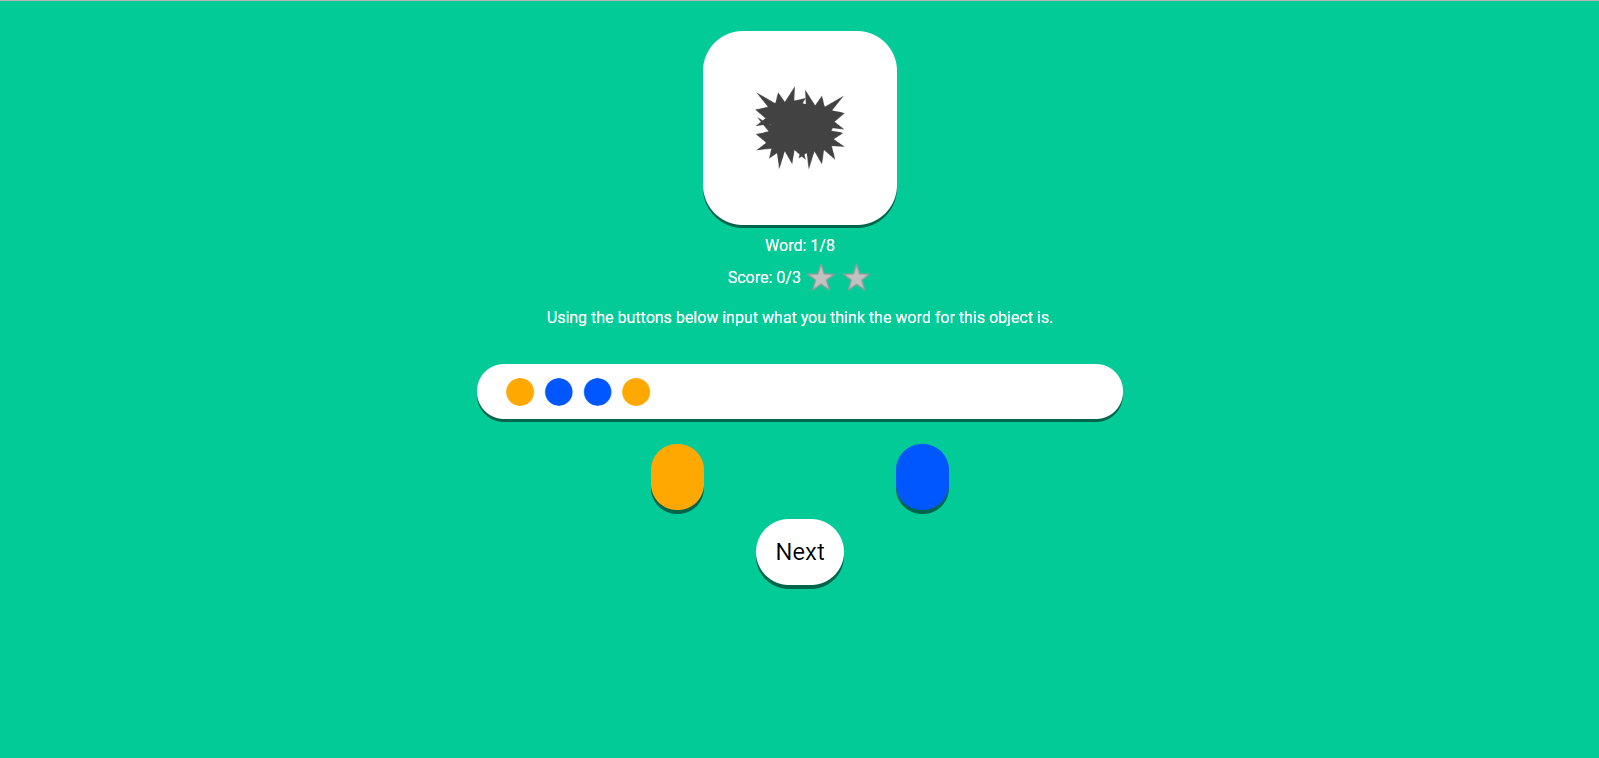 Word: 1/8
Score: 0/3
Using the buttons below input what you think the word for this object is.
Next